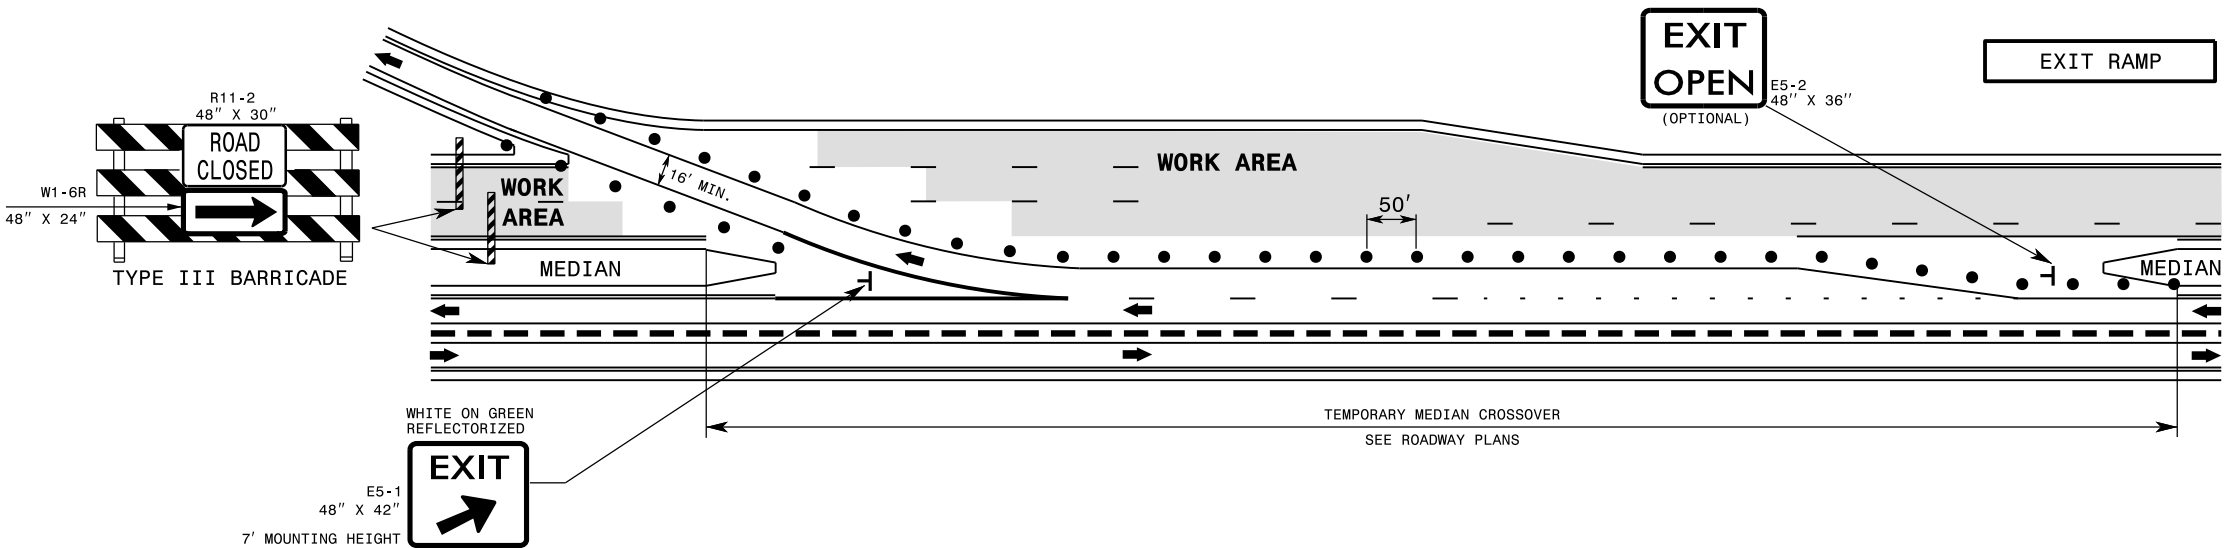 EXIT
OPEN
E5-2
48'' X 36''
(OPTIONAL)
EXIT RAMP
R11-2
48" X 30"
ROAD
CLOSED
W1-6R
48" X 24"
TYPE III BARRICADE
WORK
AREA
16' MIN.
WORK AREA
50'
MEDIAN
MEDIAN
WHITE ON GREEN
REFLECTORIZED
EXIT
E5-1
48" X 42"
7' MOUNTING HEIGHT
TEMPORARY MEDIAN CROSSOVER
SEE ROADWAY PLANS